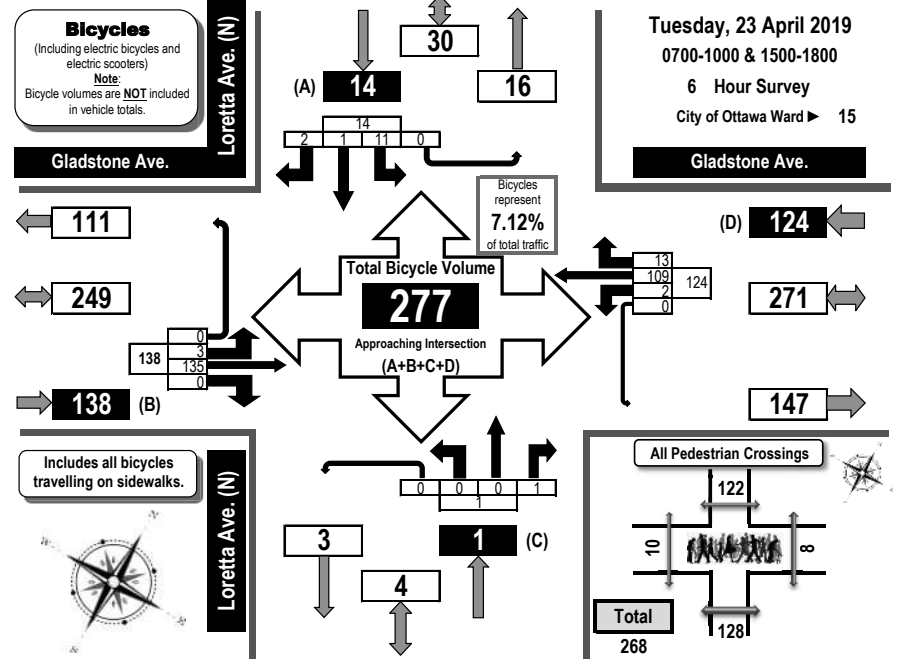 Bicycles
(Including electric bicycles and
electric scooters)
Note:
Bicycle volumes are NOT included
in vehicle totals.
Loretta Ave. (N)
Gladstone Ave.
30
(A)
14
16
14
2 1 11 0
Tuesday, 23 April 2019
0700-1000 & 1500-1800
6 Hour Survey
City of Ottawa Ward ► 15
Gladstone Ave.
Bicycles
represent
7.12%
of total traffic
111
249
138
0
3
135
0
138
(B)
Total Bicycle Volume
277
Approaching Intersection
(A+B+C+D)
(D)
124
13
109
2
0
124
271
147
Includes all bicycles
travelling on sidewalks.
Loretta Ave. (N)
0 0 0 1
1
3
1
(C)
4
All Pedestrian Crossings
122
10
8
128
Total
268